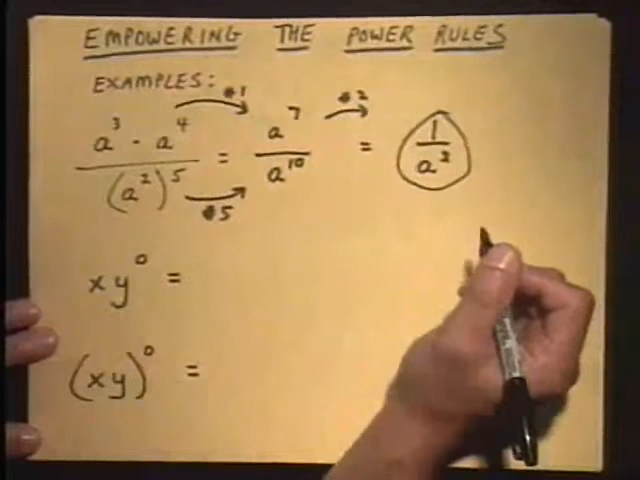 EMPOWERING THE POWER RULES
EXAMPLES:
#1 #2
a³ · a⁴ / (a²)⁵ = a⁷ / a¹⁰ = 1 / a³
#5
xy⁰ =
(xy)⁰ =